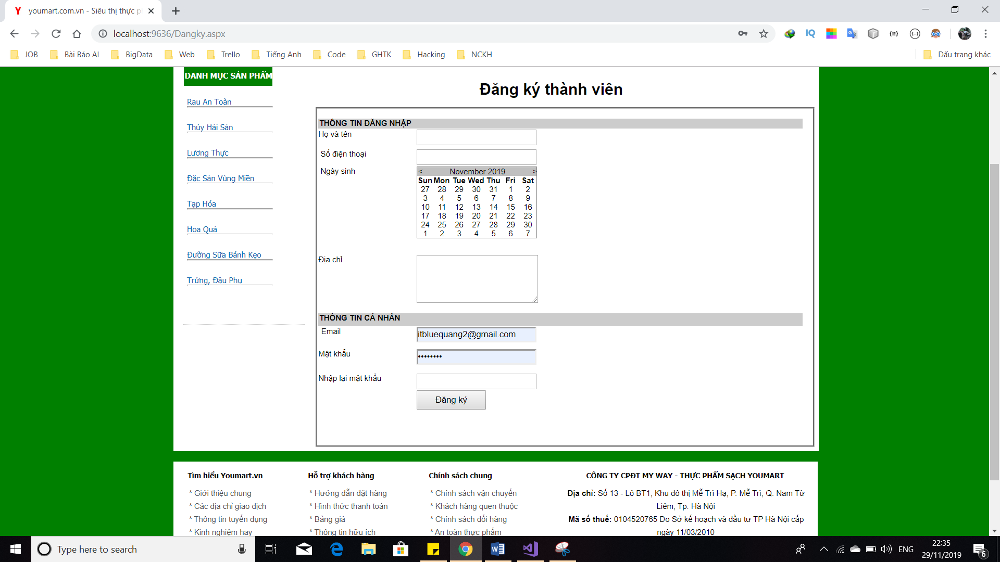 youmart.com.vn - Siêu thị thực p
localhost:9636/Dangky.aspx
JOB Bài Báo AI BigData Web Trello Tiếng Anh Code GHTK Hacking NCKH Dấu trang khác
DANH MỤC SẢN PHẨM
Rau An Toàn
Thủy Hải Sản
Lương Thực
Đặc Sản Vùng Miền
Tạp Hóa
Hoa Quả
Đường Sữa Bánh Kẹo
Trứng, Đậu Phụ
Đăng ký thành viên
THÔNG TIN ĐĂNG NHẬP
Họ và tên
Số điện thoại
Ngày sinh
< November 2019 >
Sun Mon Tue Wed Thu Fri Sat
27 28 29 30 31 1 2
3 4 5 6 7 8 9
10 11 12 13 14 15 16
17 18 19 20 21 22 23
24 25 26 27 28 29 30
1 2 3 4 5 6 7
Địa chỉ
THÔNG TIN CÁ NHÂN
Email itbluequang2@gmail.com
Mật khẩu ••••••••
Nhập lại mật khẩu
Đăng ký
Tìm hiểu Youmart.vn
* Giới thiệu chung
* Các địa chỉ giao dịch
* Thông tin tuyển dụng
* Kinh nghiệm hay
Hỗ trợ khách hàng
* Hướng dẫn đặt hàng
* Hình thức thanh toán
* Bảng giá
* Thông tin hữu ích
Chính sách chung
* Chính sách vận chuyển
* Khách hàng quen thuộc
* Chính sách đổi hàng
* An toàn thực phẩm
CÔNG TY CPĐT MY WAY - THỰC PHẨM SẠCH YOUMART
Địa chỉ: Số 13 - Lô BT1, Khu đô thị Mễ Trì Hạ, P. Mễ Trì, Q. Nam Từ
Liêm, Tp. Hà Nội
Mã số thuế: 0104520765 Do Sở kế hoạch và đầu tư TP Hà Nội cấp
ngày 11/03/2010
Type here to search
ENG
22:35
29/11/2019
6